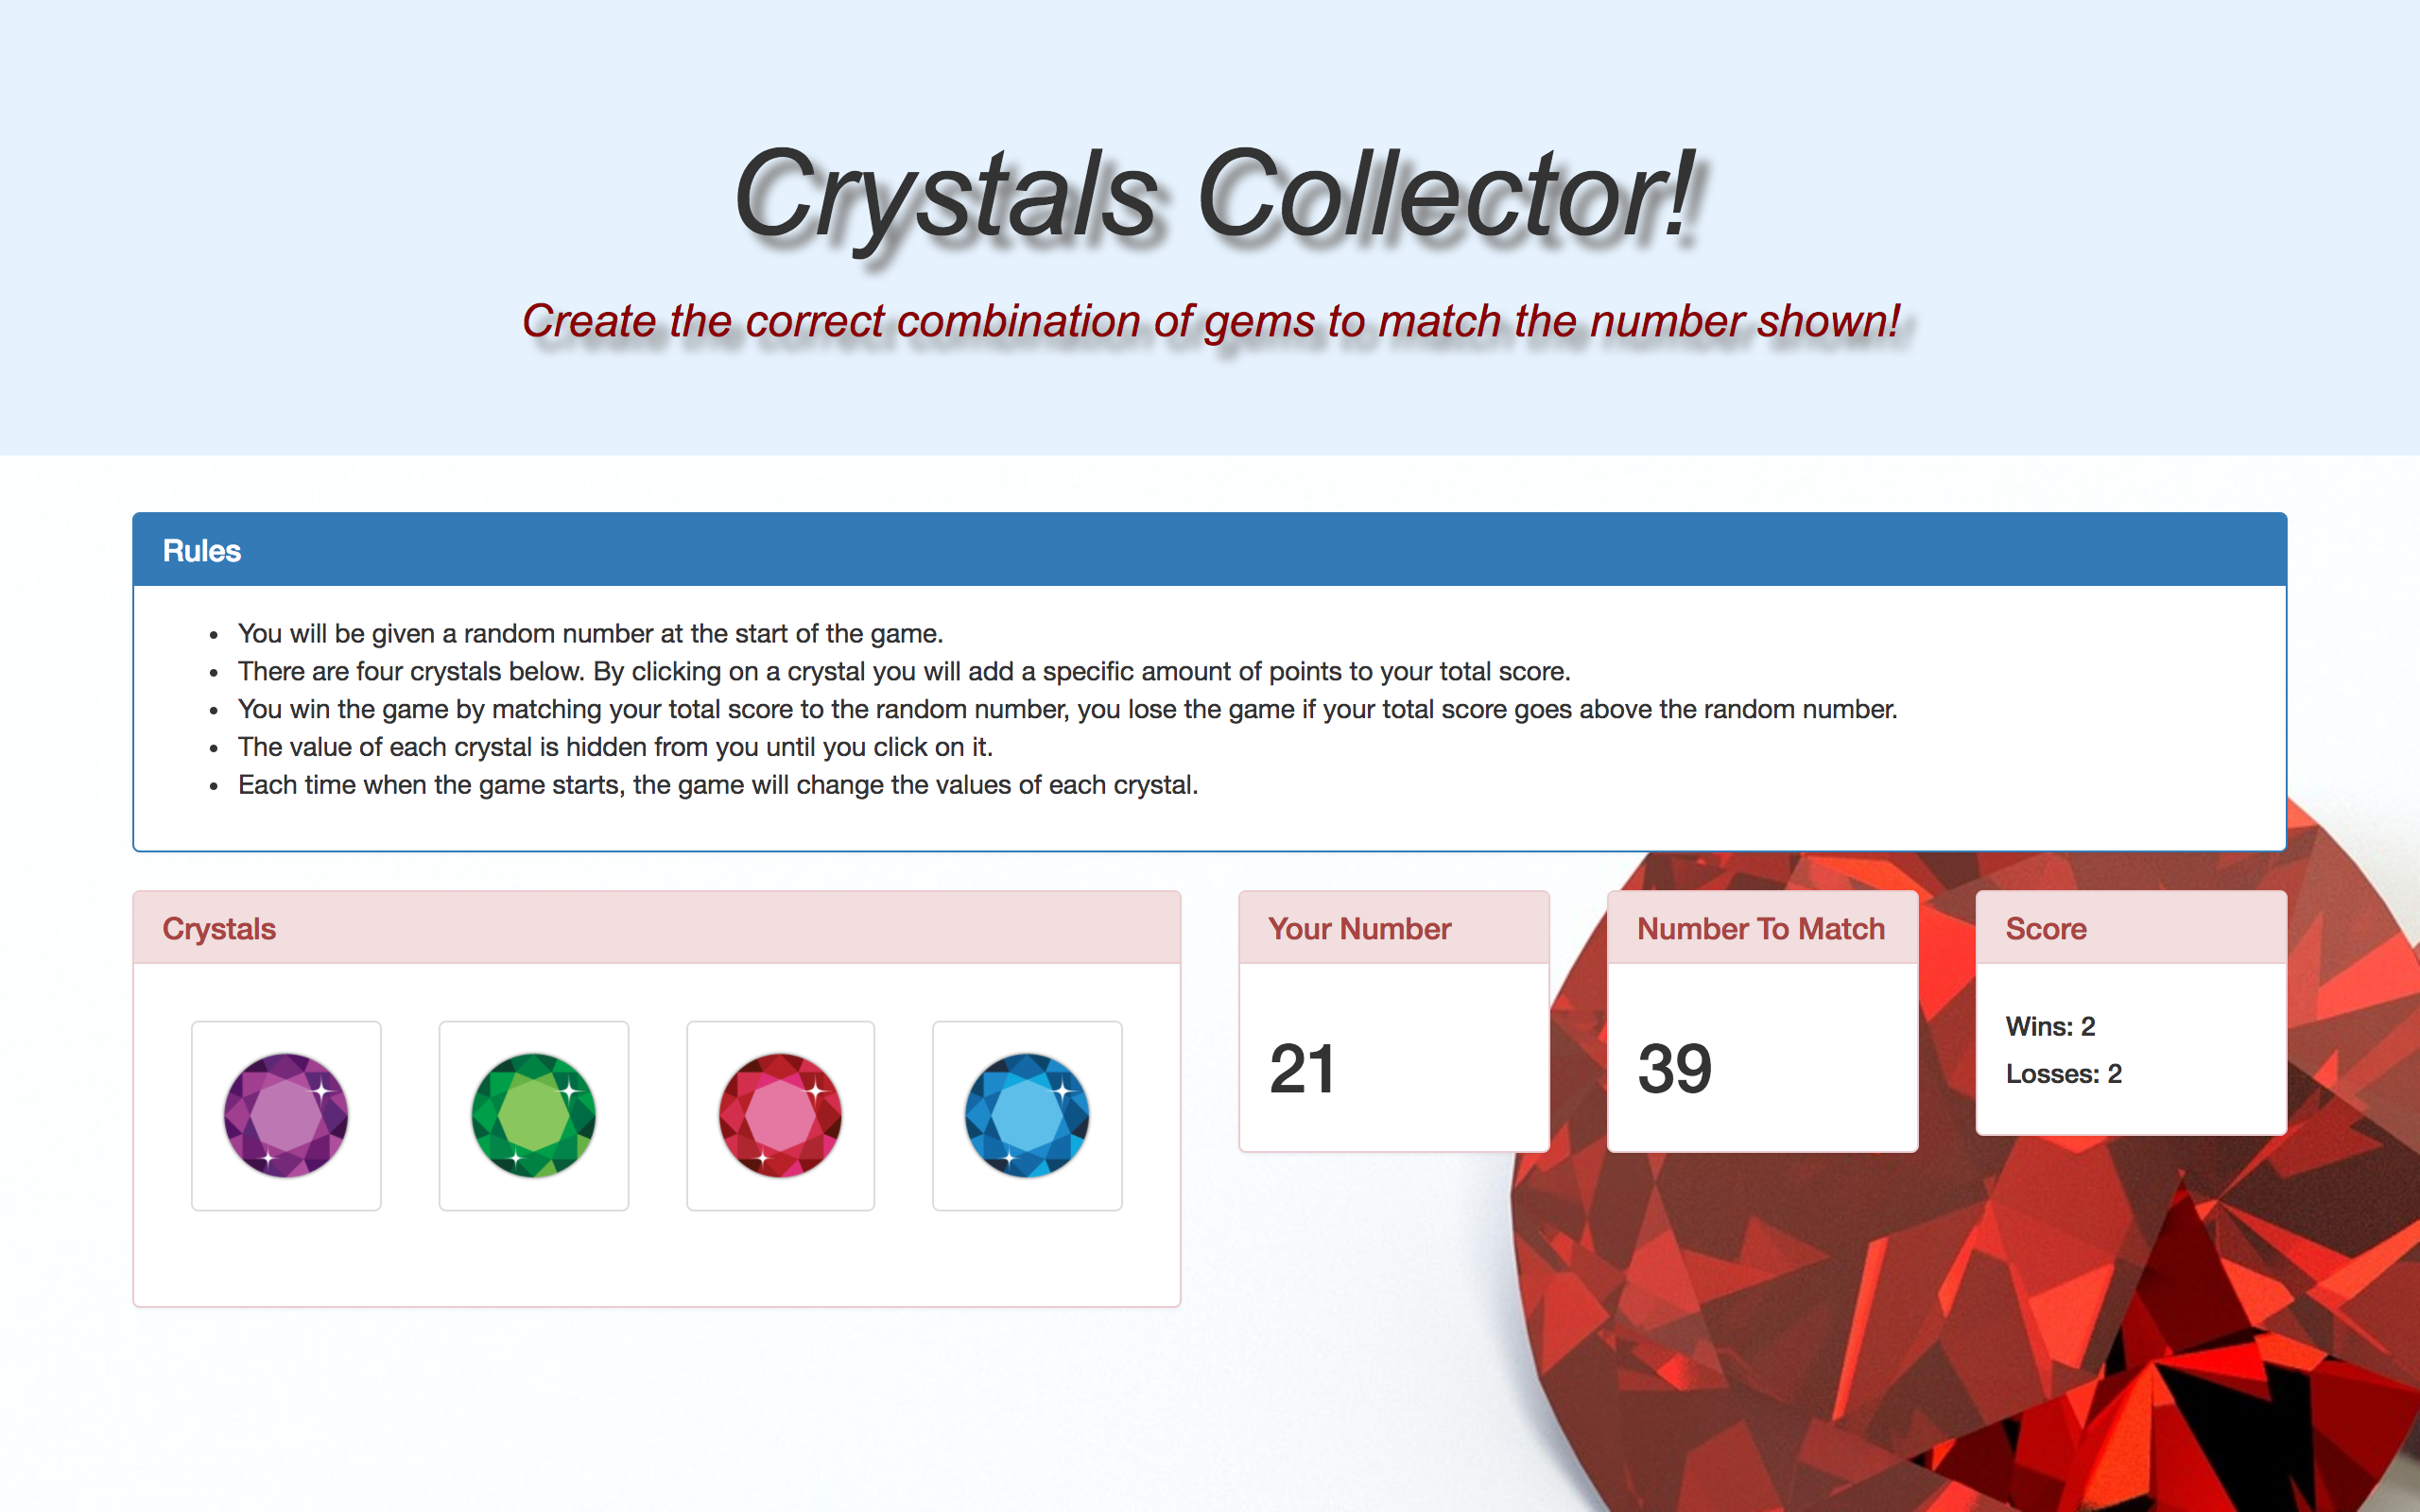 Crystals Collector!
Create the correct combination of gems to match the number shown!
Rules
You will be given a random number at the start of the game.
There are four crystals below. By clicking on a crystal you will add a specific amount of points to your total score.
You win the game by matching your total score to the random number, you lose the game if your total score goes above the random number.
The value of each crystal is hidden from you until you click on it.
Each time when the game starts, the game will change the values of each crystal.
Crystals
Your Number
21
Number To Match
39
Score
Wins: 2
Losses: 2